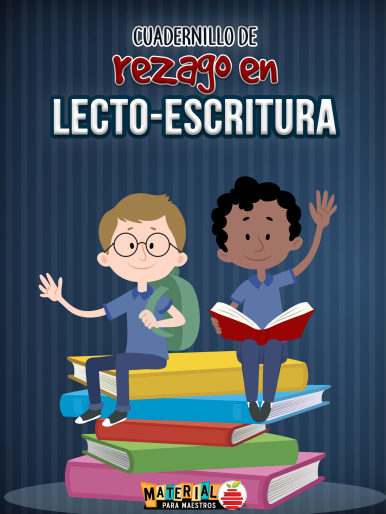 CUADERNILLO DE
rezago en
LECTO-ESCRITURA
MATERIAL
PARA MAESTROS